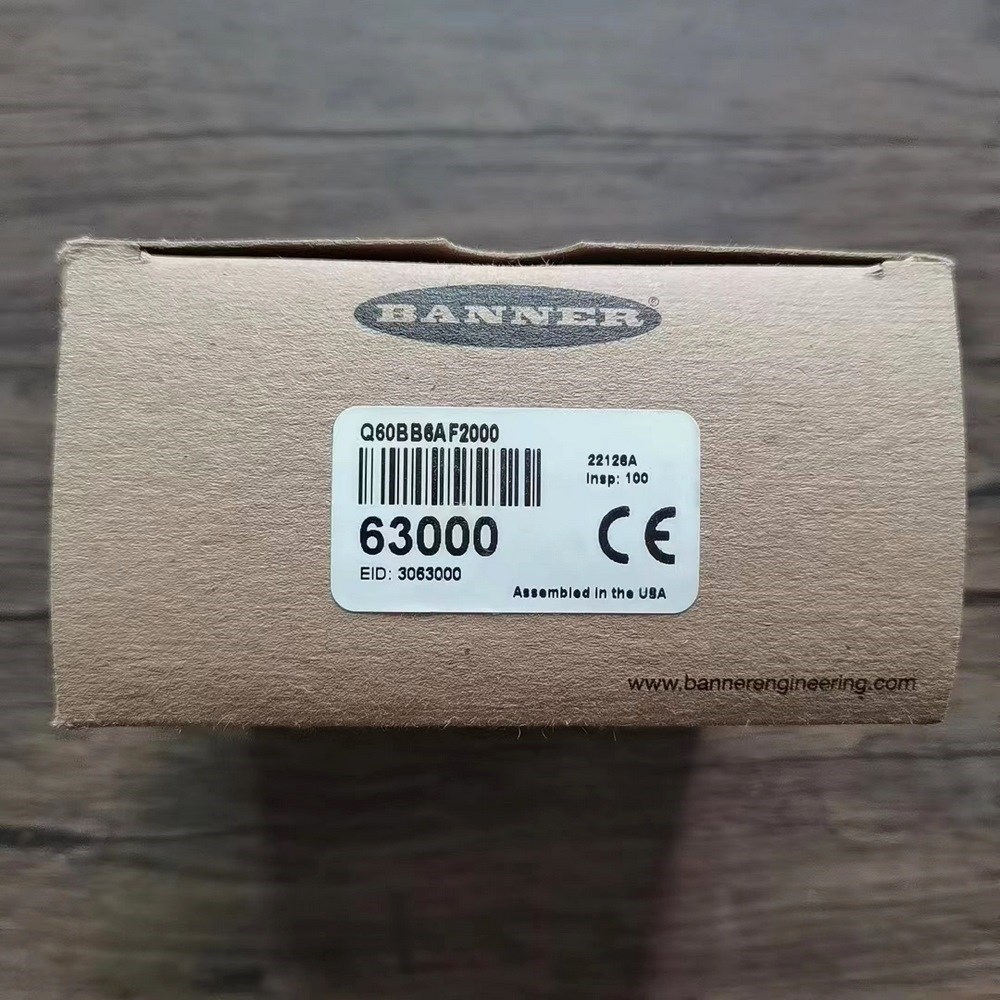 BANNER®
Q60BB6AF2000
22126A
Insp: 100
63000
CE
EID: 3063000
Assembled in the USA
www.bannerengineering.com